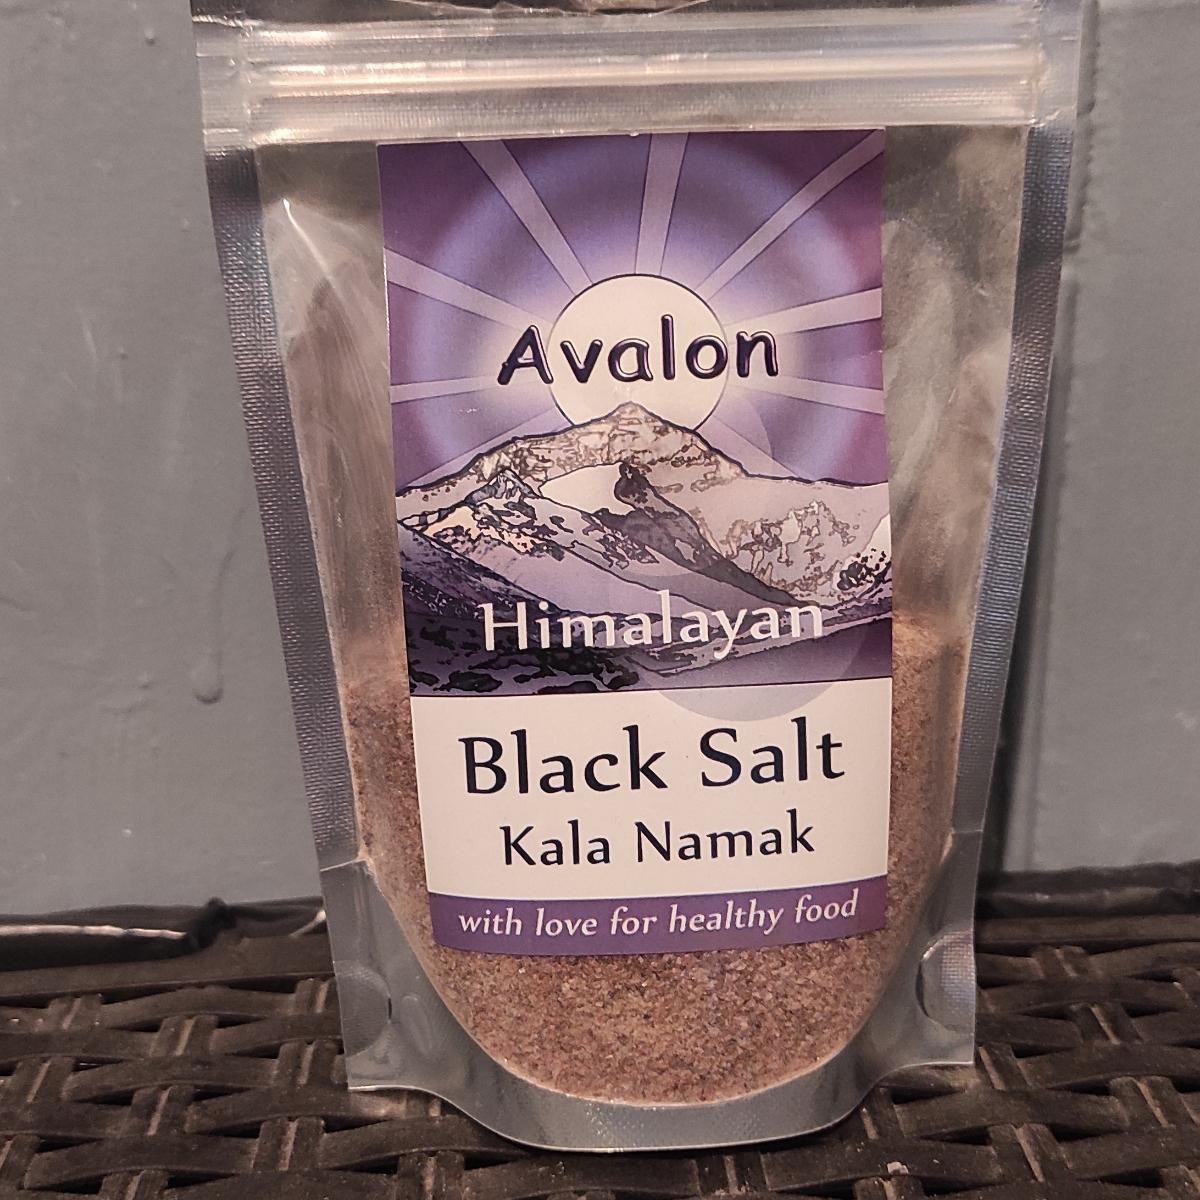 Avalon
Himalayan
Black Salt
Kala Namak
with love for healthy food